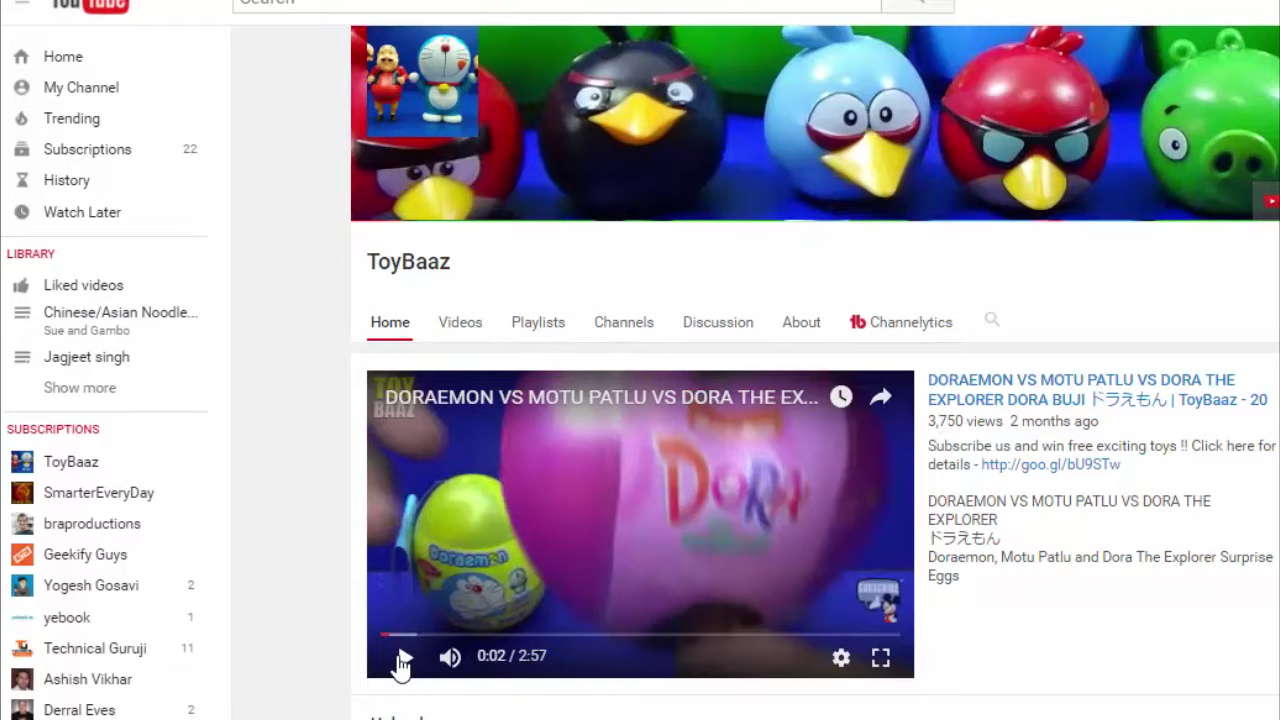 YouTube
Search
Home
My Channel
Trending
Subscriptions 22
History
Watch Later
LIBRARY
Liked videos
Chinese/Asian Noodle...
Sue and Gambo
Jagjeet singh
Show more
SUBSCRIPTIONS
ToyBaaz
SmarterEveryDay
braproductions
Geekify Guys
Yogesh Gosavi 2
yebook 1
Technical Guruji 11
Ashish Vikhar
Derral Eves 2
ToyBaaz
Home Videos Playlists Channels Discussion About Channelytics
TOY
BAAZ
DORAEMON VS MOTU PATLU VS DORA THE EX...
Dora
Doraemon
SUBSCRIBE
0:02 / 2:57
DORAEMON VS MOTU PATLU VS DORA THE
EXPLORER DORA BUJI ドラえもん | ToyBaaz - 20
3,750 views 2 months ago
Subscribe us and win free exciting toys !! Click here for
details - http://goo.gl/bU9STw
DORAEMON VS MOTU PATLU VS DORA THE
EXPLORER
ドラえもん
Doraemon, Motu Patlu and Dora The Explorer Surprise
Eggs